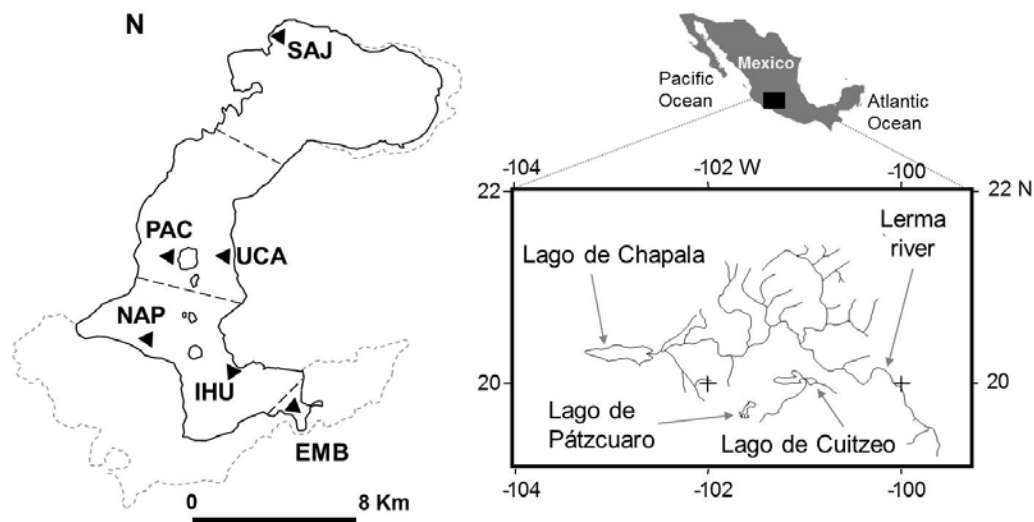 N
SAJ
PAC
UCA
NAP
IHU
EMB
0
8 Km
Mexico
Pacific
Ocean
Atlantic
Ocean
-104
-102 W
-100
22
22 N
Lerma
river
Lago de Chapala
20
20
Lago de
Pátzcuaro
Lago de Cuitzeo
-104
-102
-100